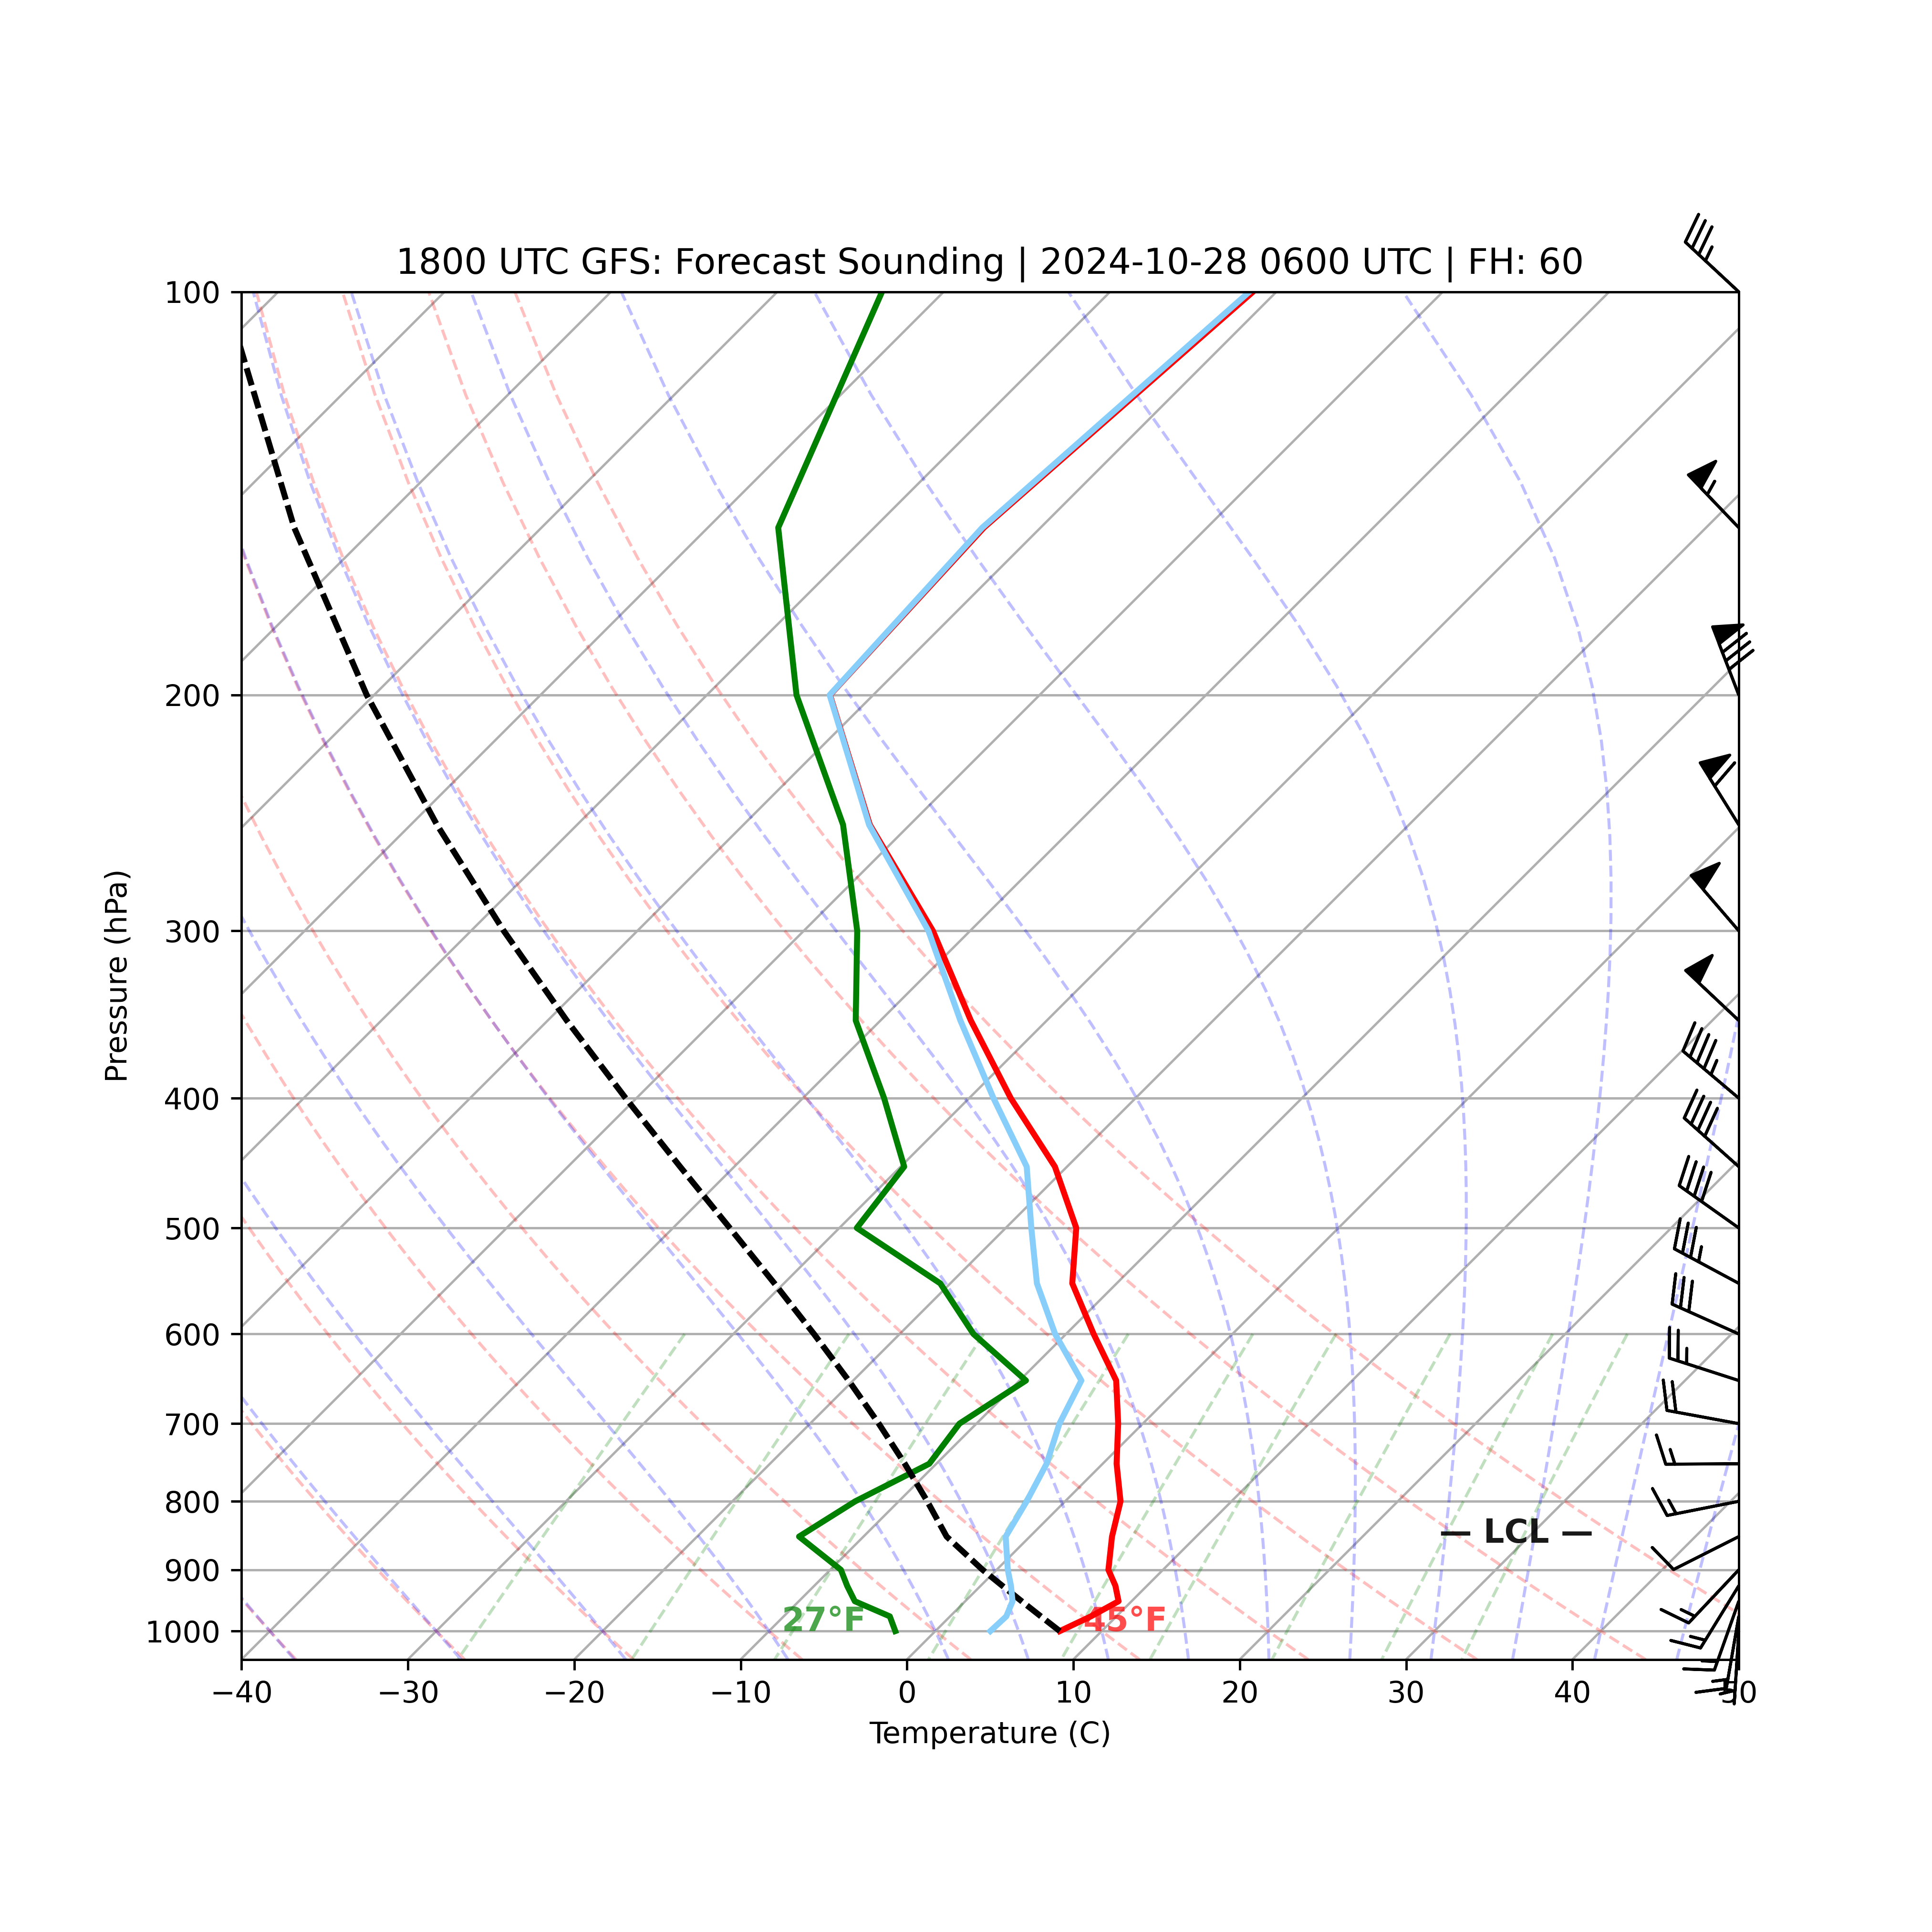 1800 UTC GFS: Forecast Sounding | 2024-10-28 0600 UTC | FH: 60
100
200
300
400
500
600
700
800
900
1000
Pressure (hPa)
— LCL —
27°F
45°F
−40 −30 −20 −10 0 10 20 30 40 50
Temperature (C)